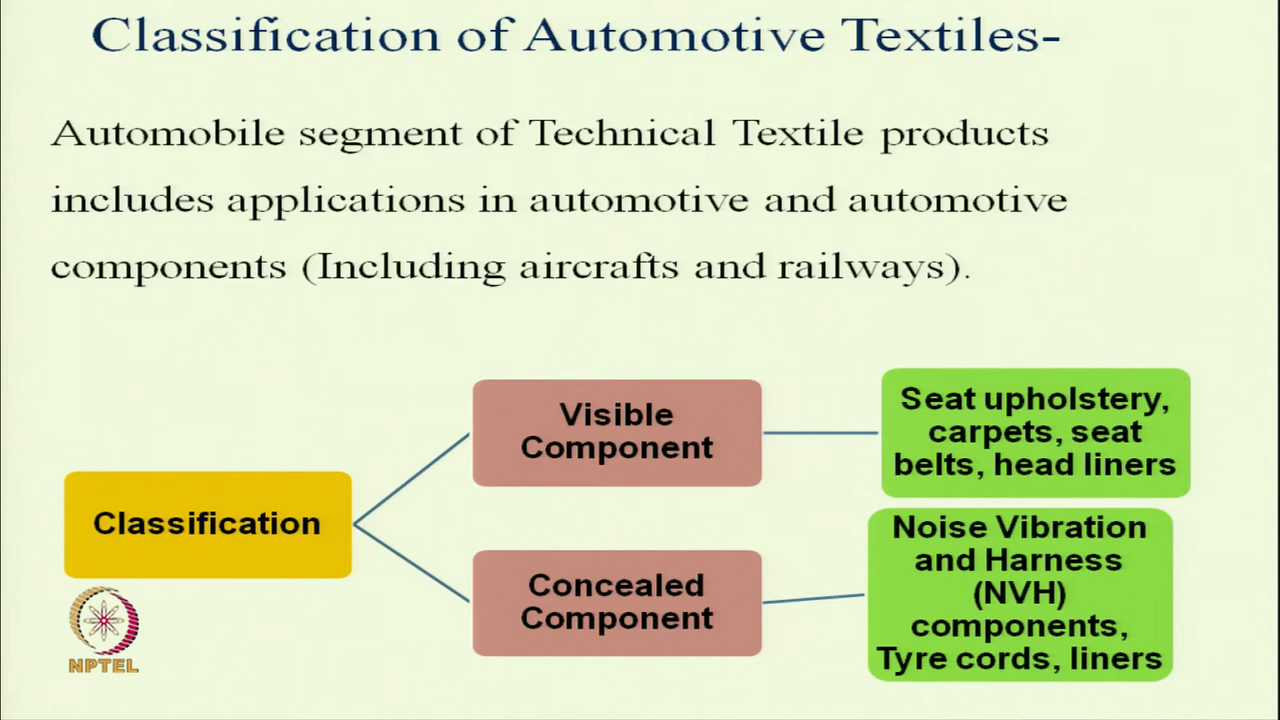 Classification of Automotive Textiles-
Automobile segment of Technical Textile products
includes applications in automotive and automotive
components (Including aircrafts and railways).
Classification
Visible
Component
Seat upholstery,
carpets, seat
belts, head liners
Concealed
Component
Noise Vibration
and Harness
(NVH)
components,
Tyre cords, liners
NPTEL